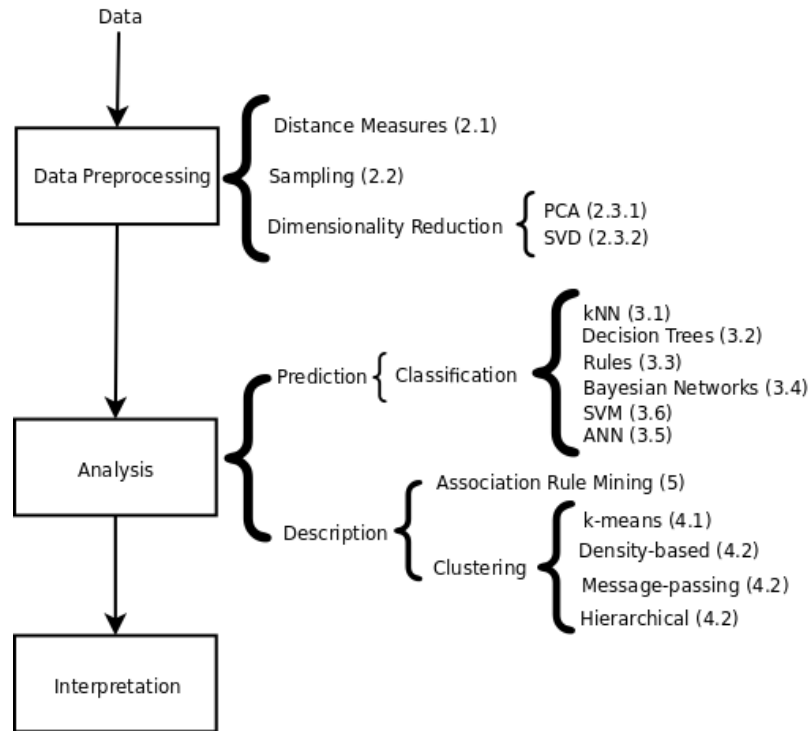 Data
Data Preprocessing
Distance Measures (2.1)
Sampling (2.2)
Dimensionality Reduction
PCA (2.3.1)
SVD (2.3.2)
Analysis
Prediction
Classification
kNN (3.1)
Decision Trees (3.2)
Rules (3.3)
Bayesian Networks (3.4)
SVM (3.6)
ANN (3.5)
Description
Association Rule Mining (5)
Clustering
k-means (4.1)
Density-based (4.2)
Message-passing (4.2)
Hierarchical (4.2)
Interpretation